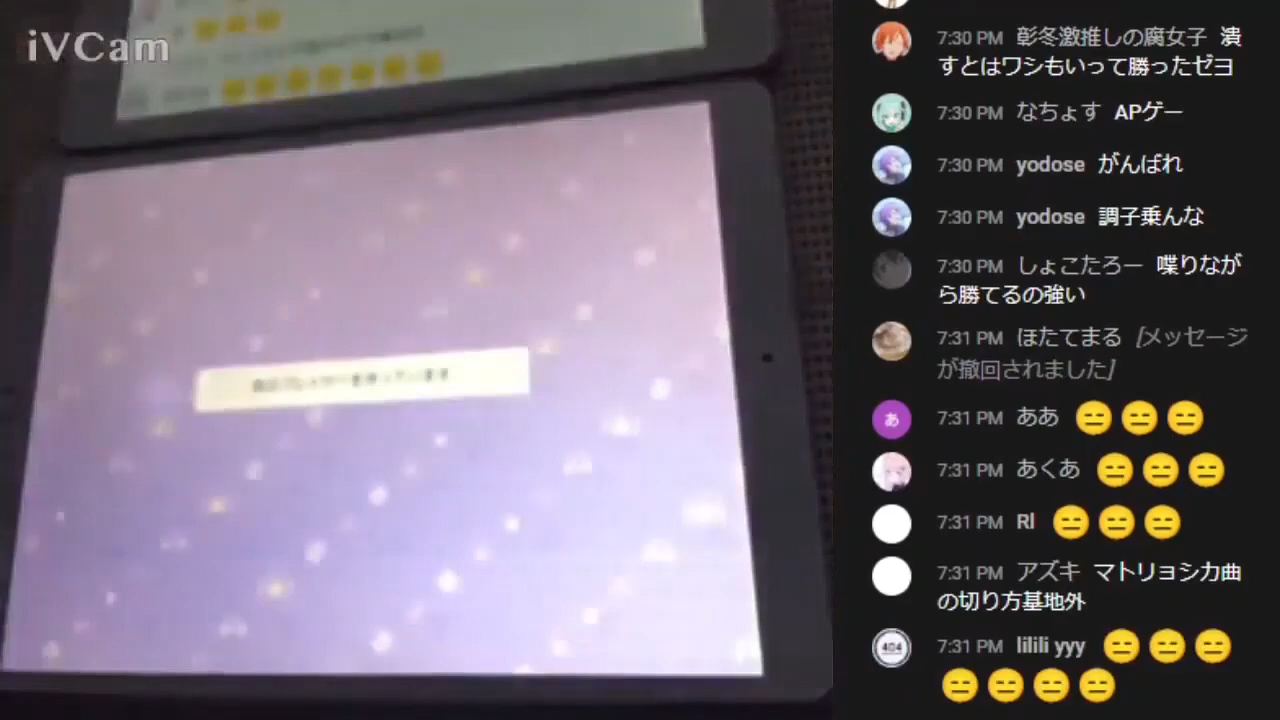 iVCam
7:30 PM 彰冬激推しの腐女子 潰
すとはワシもいって勝ったゼヨ
7:30 PM なちょす APゲー
7:30 PM yodose がんばれ
7:30 PM yodose 調子乗んな
7:30 PM しょこたろー 喋りなが
ら勝てるの強い
7:31 PM ほたてまる [メッセージ
が撤回されました]
あ 7:31 PM ああ 😑😑😑
7:31 PM あくあ 😑😑😑
7:31 PM Rl 😑😑😑
7:31 PM アズキ マトリョシカ曲
の切り方基地外
404 7:31 PM lilili yyy 😑😑😑
😑😑😑😑